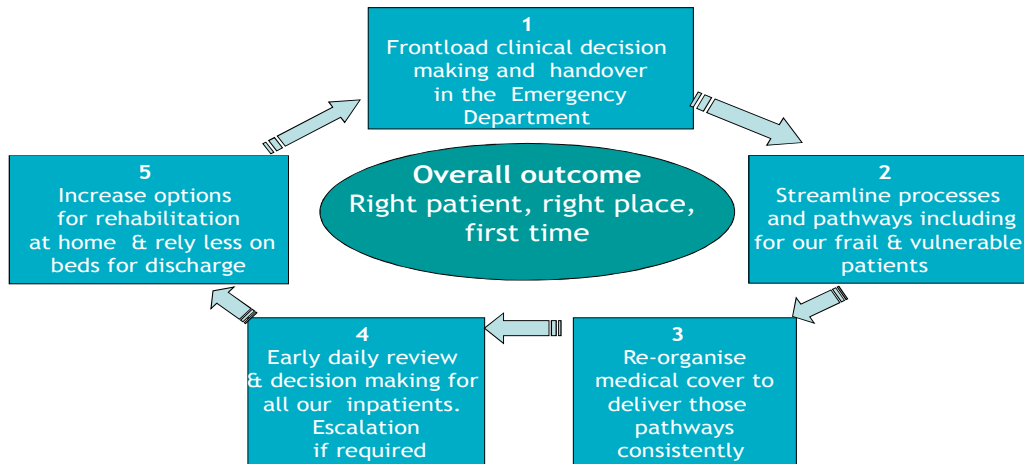 1
Frontload clinical decision
making and handover
in the Emergency
Department
Overall outcome
Right patient, right place,
first time
2
Streamline processes
and pathways including
for our frail & vulnerable
patients
3
Re-organise
medical cover to
deliver those
pathways
consistently
4
Early daily review
& decision making for
all our inpatients.
Escalation
if required
5
Increase options
for rehabilitation
at home & rely less on
beds for discharge